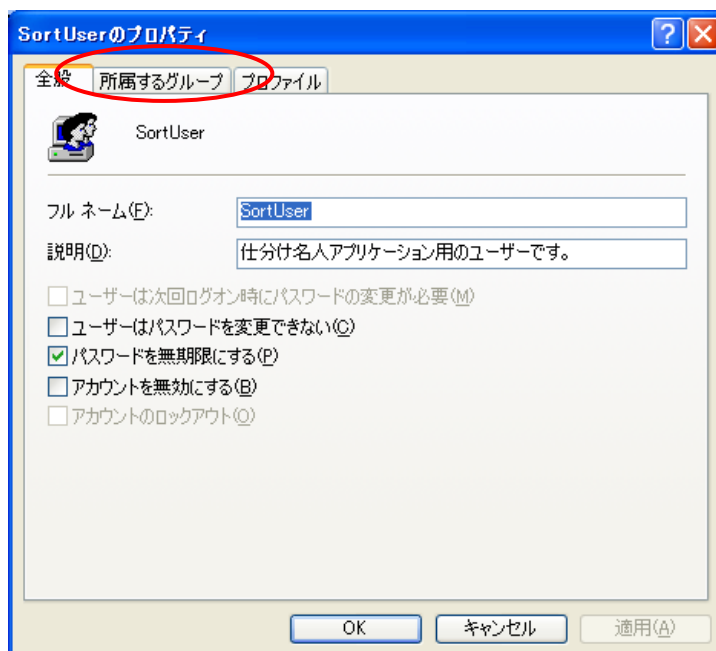 SortUserのプロパティ
全般 所属するグループ プロファイル
SortUser
フル ネーム(F): SortUser
説明(D): 仕分け名人アプリケーション用のユーザーです。
ユーザーは次回ログオン時にパスワードの変更が必要(M)
ユーザーはパスワードを変更できない(C)
パスワードを無期限にする(P)
アカウントを無効にする(B)
アカウントのロックアウト(O)
OK キャンセル 適用(A)